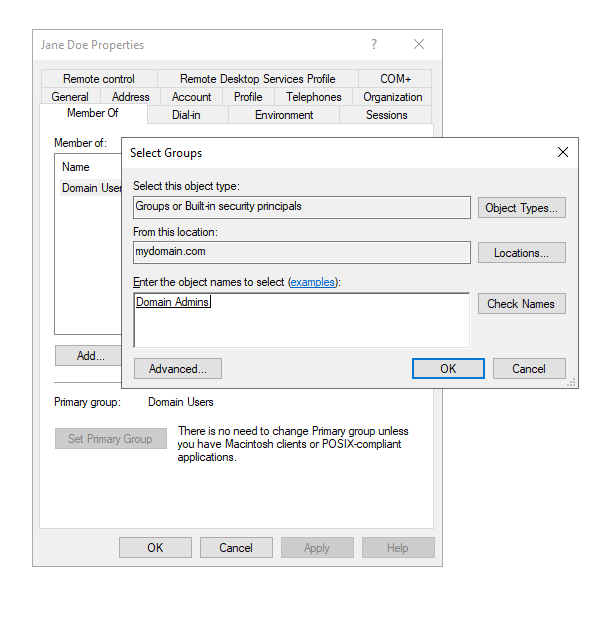 Jane Doe Properties
?
Remote control Remote Desktop Services Profile COM+
General Address Account Profile Telephones Organization
Member Of Dial-in Environment Sessions
Member of:
Name
Domain User
Select Groups
Select this object type:
Groups or Built-in security principals
Object Types...
From this location:
mydomain.com
Locations...
Enter the object names to select (examples):
Domain Admins
Check Names
Advanced...
OK
Cancel
Add...
Primary group: Domain Users
Set Primary Group
There is no need to change Primary group unless
you have Macintosh clients or POSIX-compliant
applications.
OK Cancel Apply Help